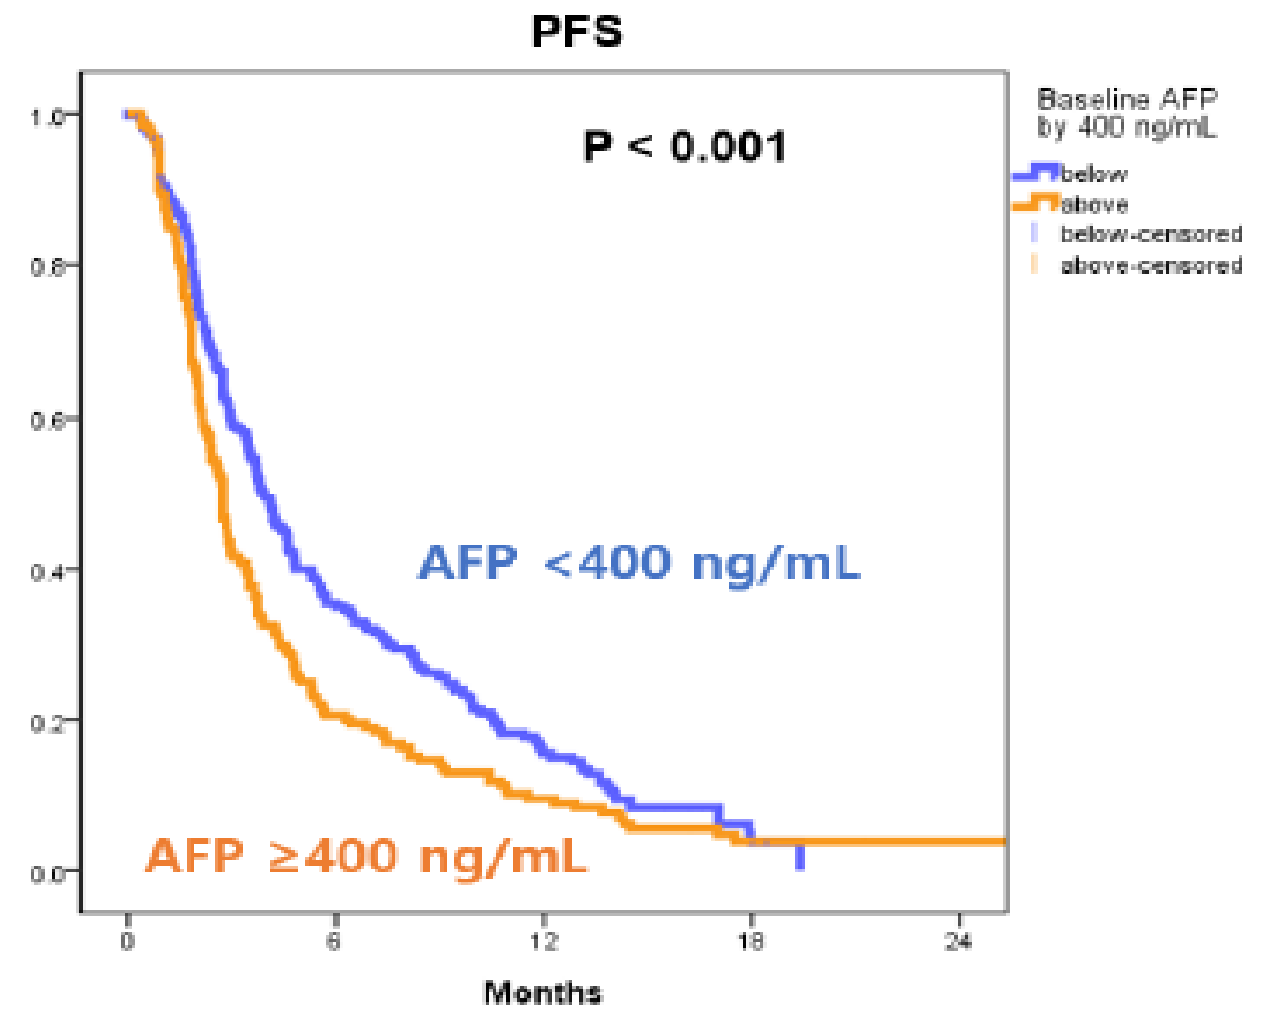 PFS
P < 0.001
Baseline AFP
by 400 ng/mL
below
above
below-censored
above-censored
1.0
0.8
0.6
0.4
0.2
0.0
AFP <400 ng/mL
AFP ≥400 ng/mL
0 6 12 18 24
Months